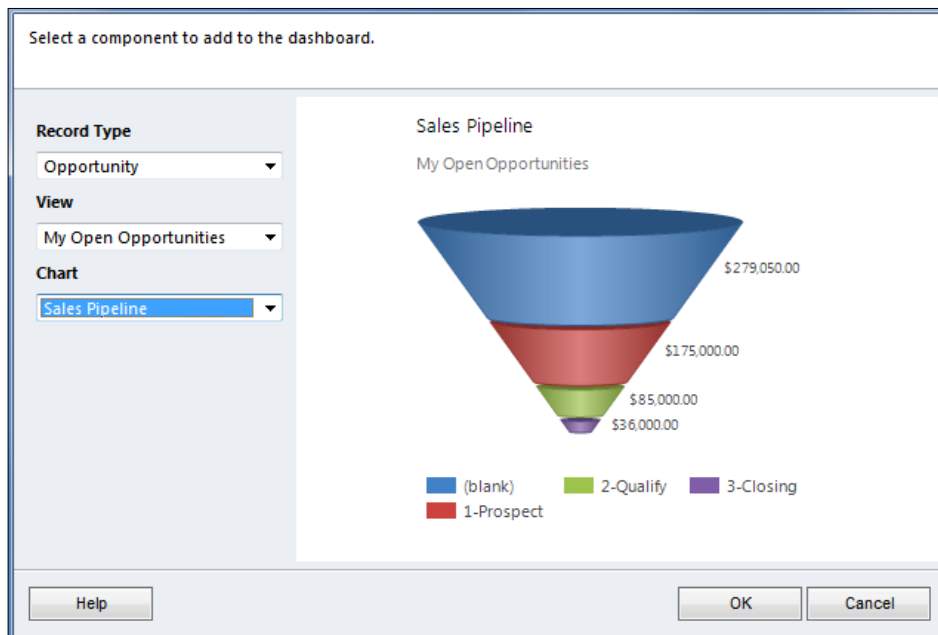 Select a component to add to the dashboard.
Record Type
Opportunity
View
My Open Opportunities
Chart
Sales Pipeline
Sales Pipeline
My Open Opportunities
$279,050.00
$175,000.00
$85,000.00
$36,000.00
(blank) 2-Qualify 3-Closing
1-Prospect
Help OK Cancel